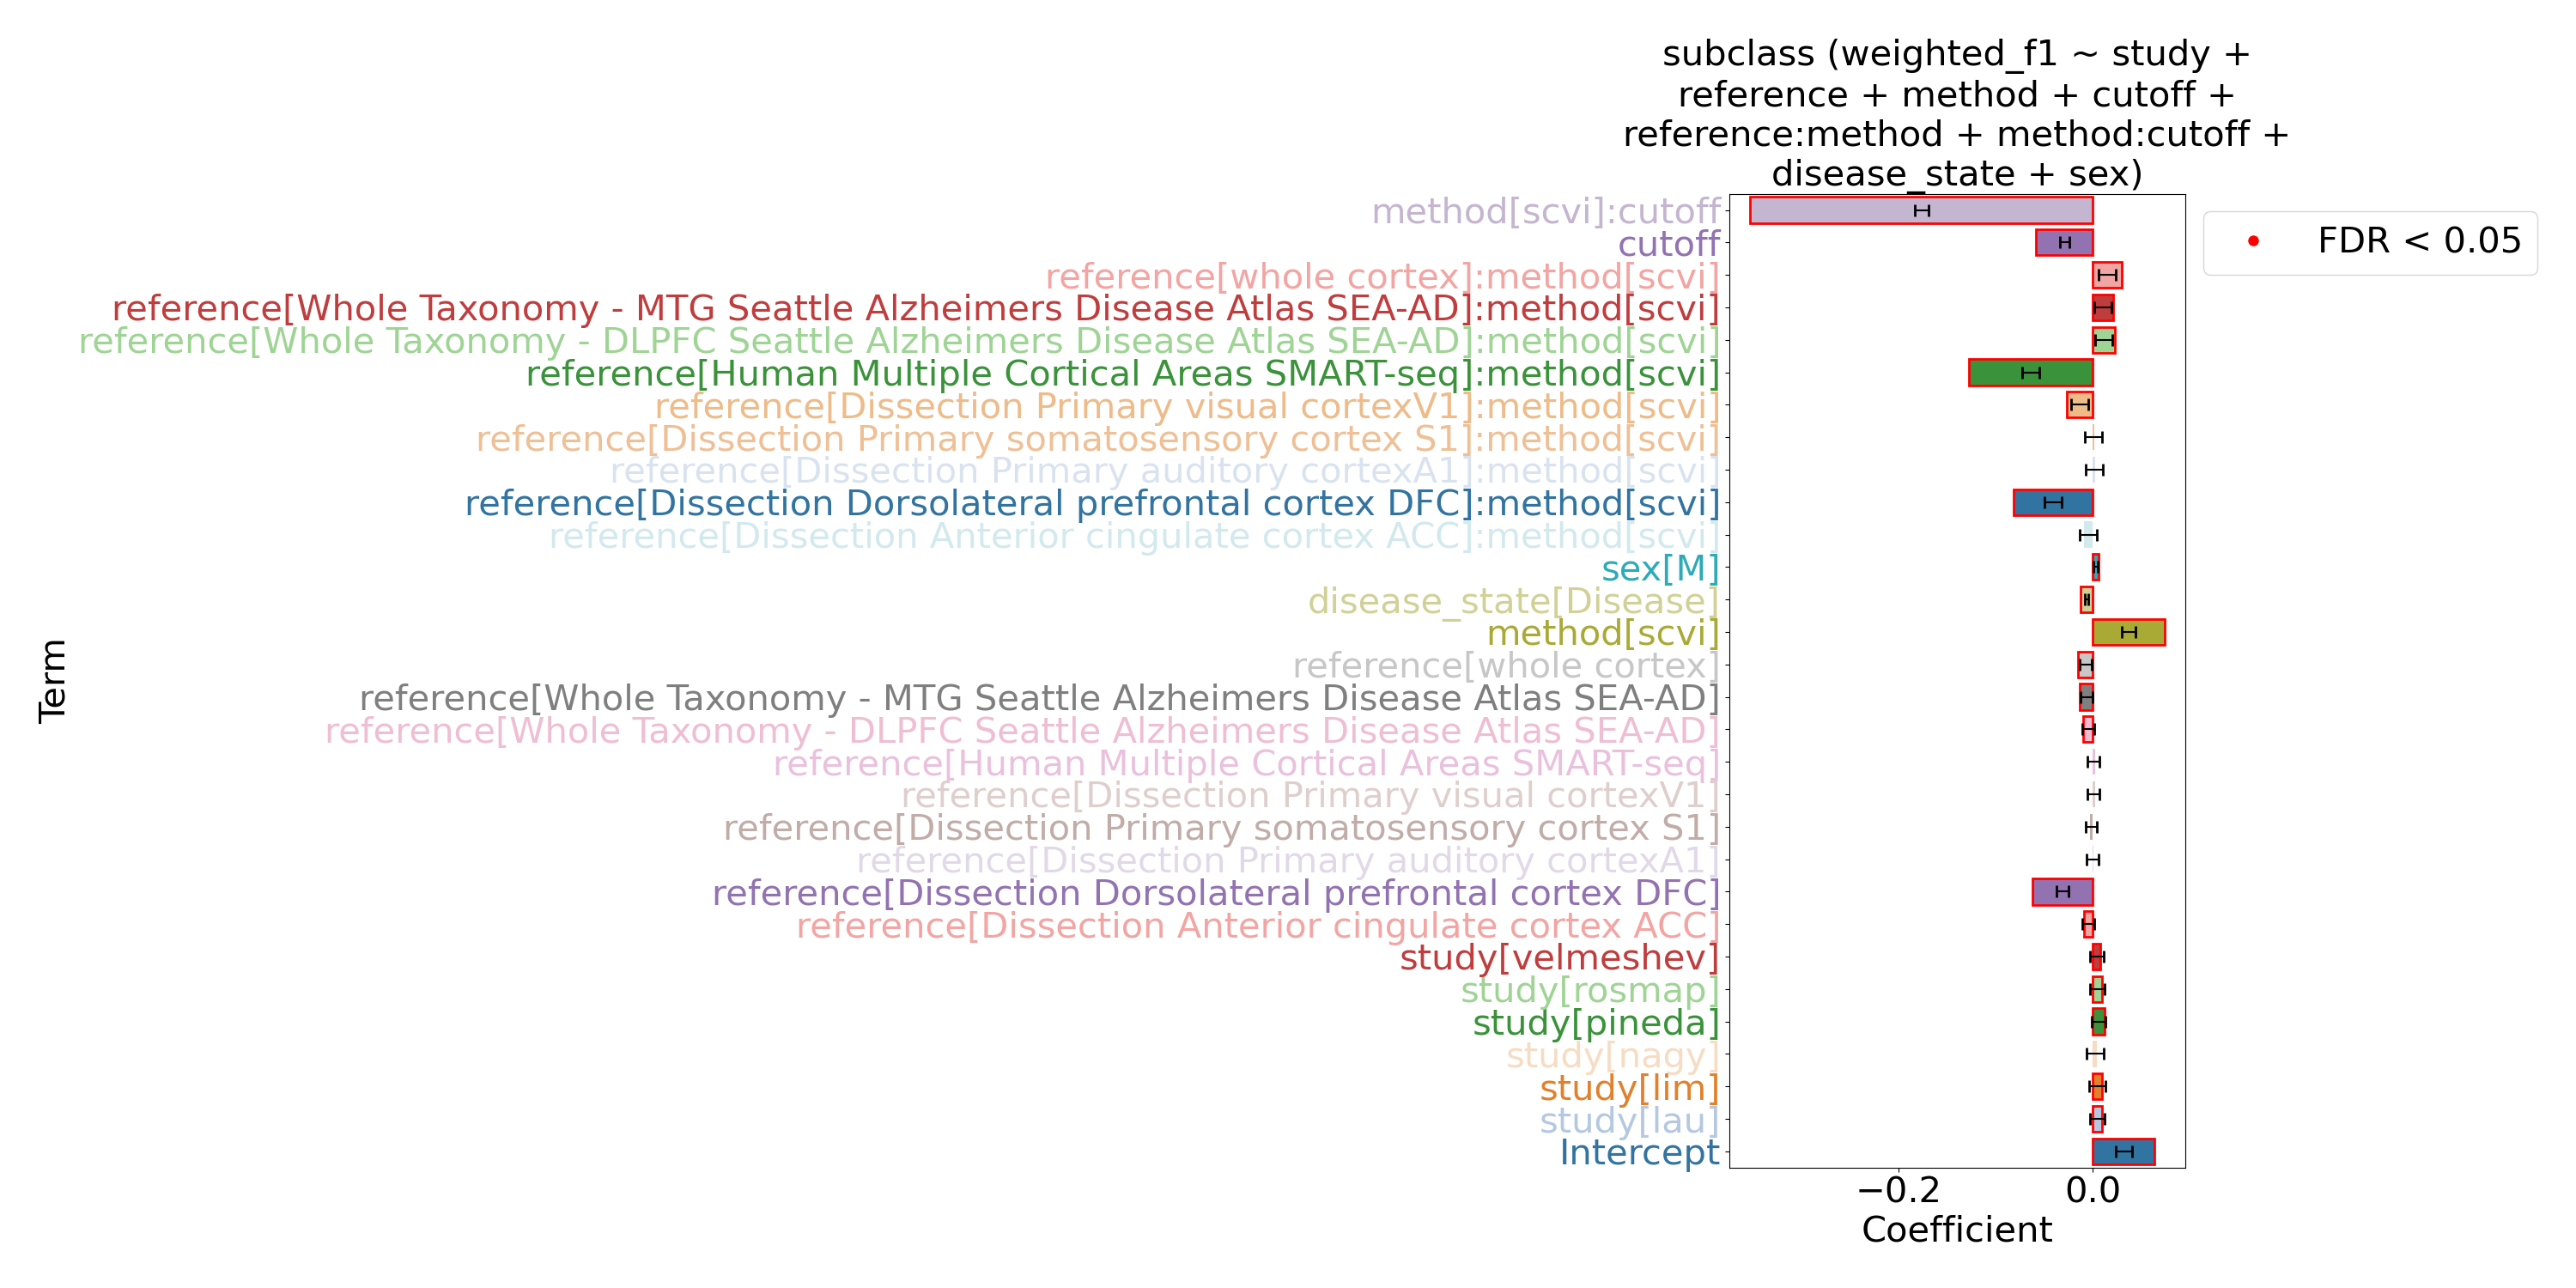 subclass (weighted_f1 ~ study +
reference + method + cutoff +
reference:method + method:cutoff +
disease_state + sex)
method[scvi]:cutoff
cutoff
reference[whole cortex]:method[scvi]
reference[Whole Taxonomy - MTG Seattle Alzheimers Disease Atlas SEA-AD]:method[scvi]
reference[Whole Taxonomy - DLPFC Seattle Alzheimers Disease Atlas SEA-AD]:method[scvi]
reference[Human Multiple Cortical Areas SMART-seq]:method[scvi]
reference[Dissection Primary visual cortexV1]:method[scvi]
reference[Dissection Primary somatosensory cortex S1]:method[scvi]
reference[Dissection Primary auditory cortexA1]:method[scvi]
reference[Dissection Dorsolateral prefrontal cortex DFC]:method[scvi]
reference[Dissection Anterior cingulate cortex ACC]:method[scvi]
sex[M]
disease_state[Disease]
method[scvi]
reference[whole cortex]
reference[Whole Taxonomy - MTG Seattle Alzheimers Disease Atlas SEA-AD]
reference[Whole Taxonomy - DLPFC Seattle Alzheimers Disease Atlas SEA-AD]
reference[Human Multiple Cortical Areas SMART-seq]
reference[Dissection Primary visual cortexV1]
reference[Dissection Primary somatosensory cortex S1]
reference[Dissection Primary auditory cortexA1]
reference[Dissection Dorsolateral prefrontal cortex DFC]
reference[Dissection Anterior cingulate cortex ACC]
study[velmeshev]
study[rosmap]
study[pineda]
study[nagy]
study[lim]
study[lau]
Intercept
Term
−0.2 0.0
Coefficient
FDR < 0.05